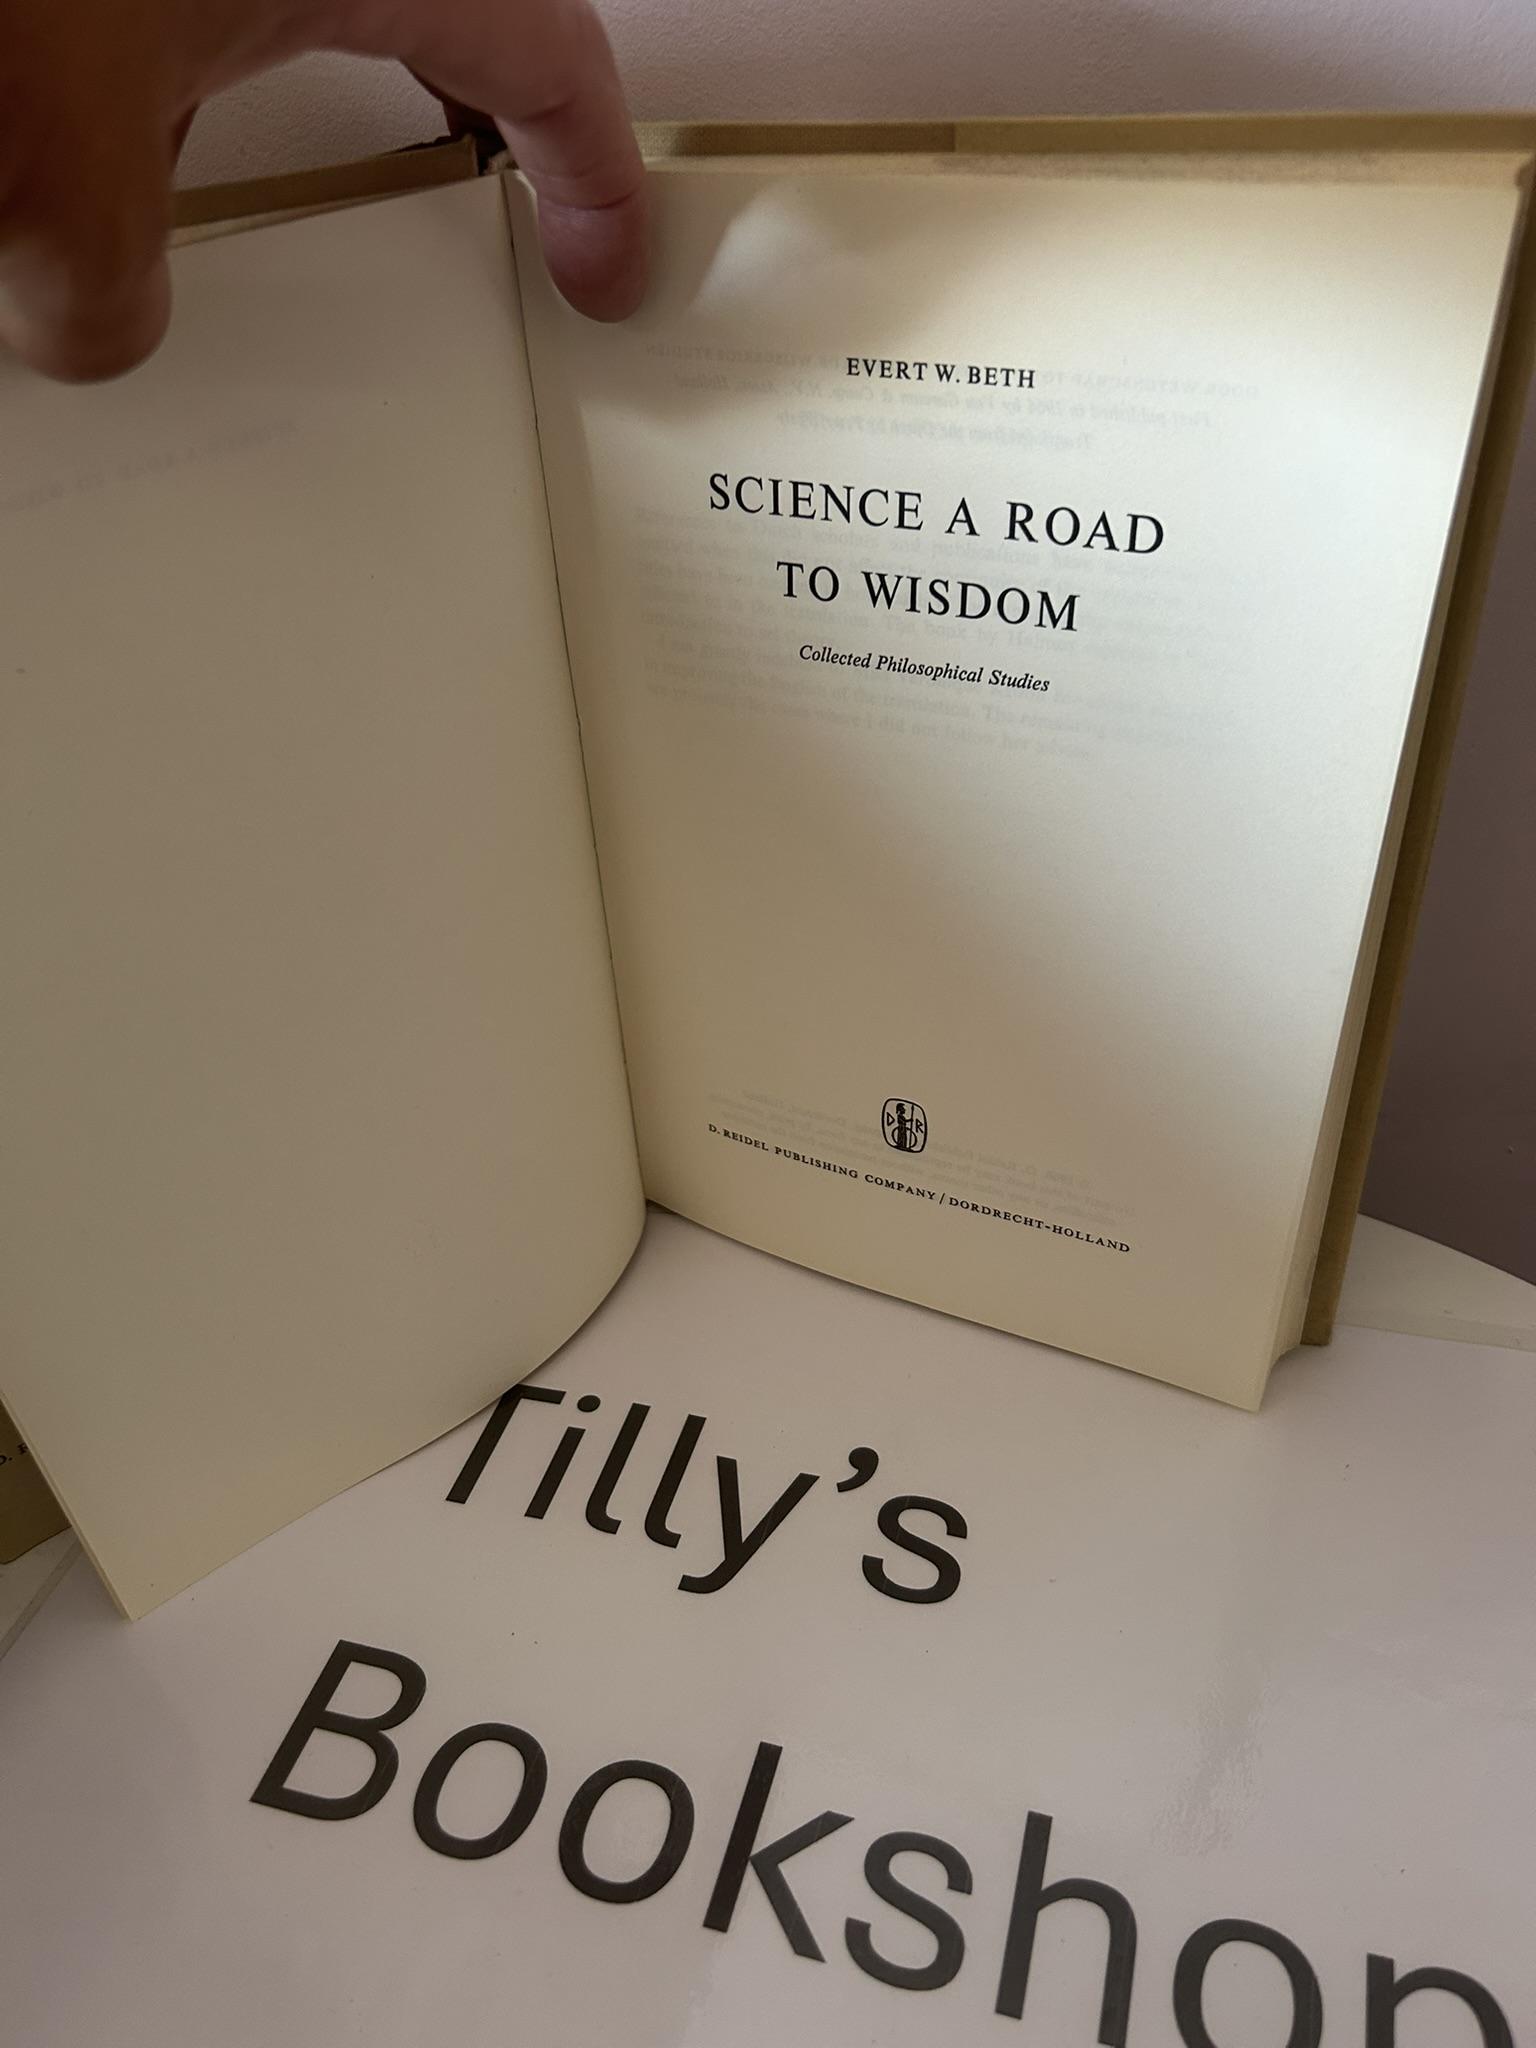 EVERT W. BETH
SCIENCE A ROAD
TO WISDOM
Collected Philosophical Studies
D R
D. REIDEL PUBLISHING COMPANY / DORDRECHT-HOLLAND
Tilly's
Bookshop